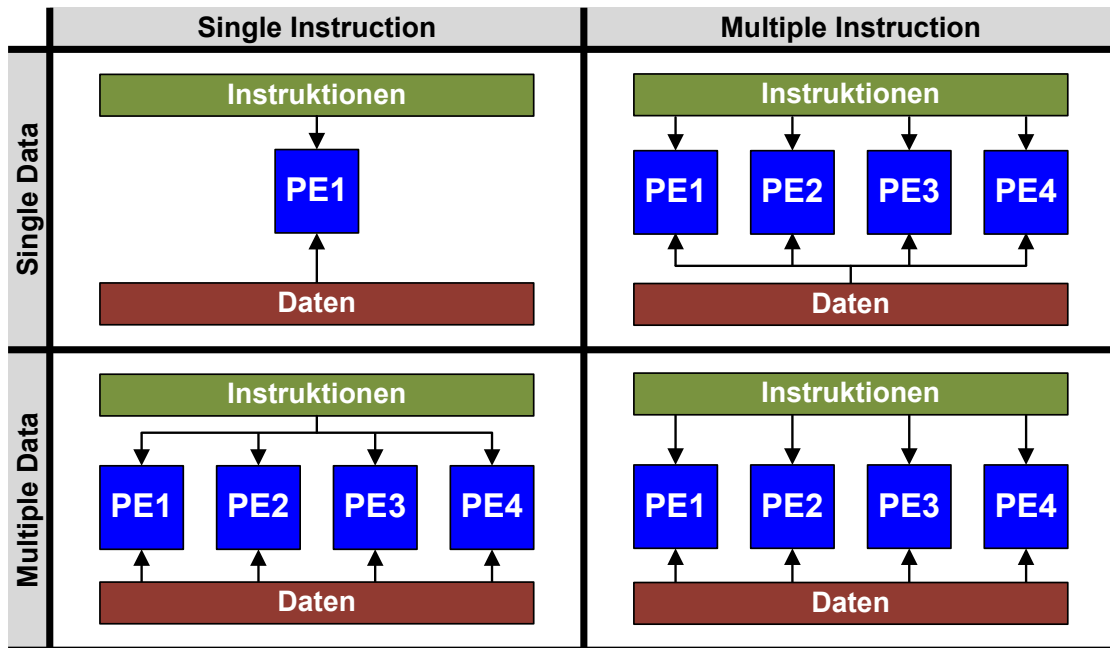 Single Instruction
Multiple Instruction
Single Data
Instruktionen
PE1
Daten
Instruktionen
PE1 PE2 PE3 PE4
Daten
Multiple Data
Instruktionen
PE1 PE2 PE3 PE4
Daten
Instruktionen
PE1 PE2 PE3 PE4
Daten